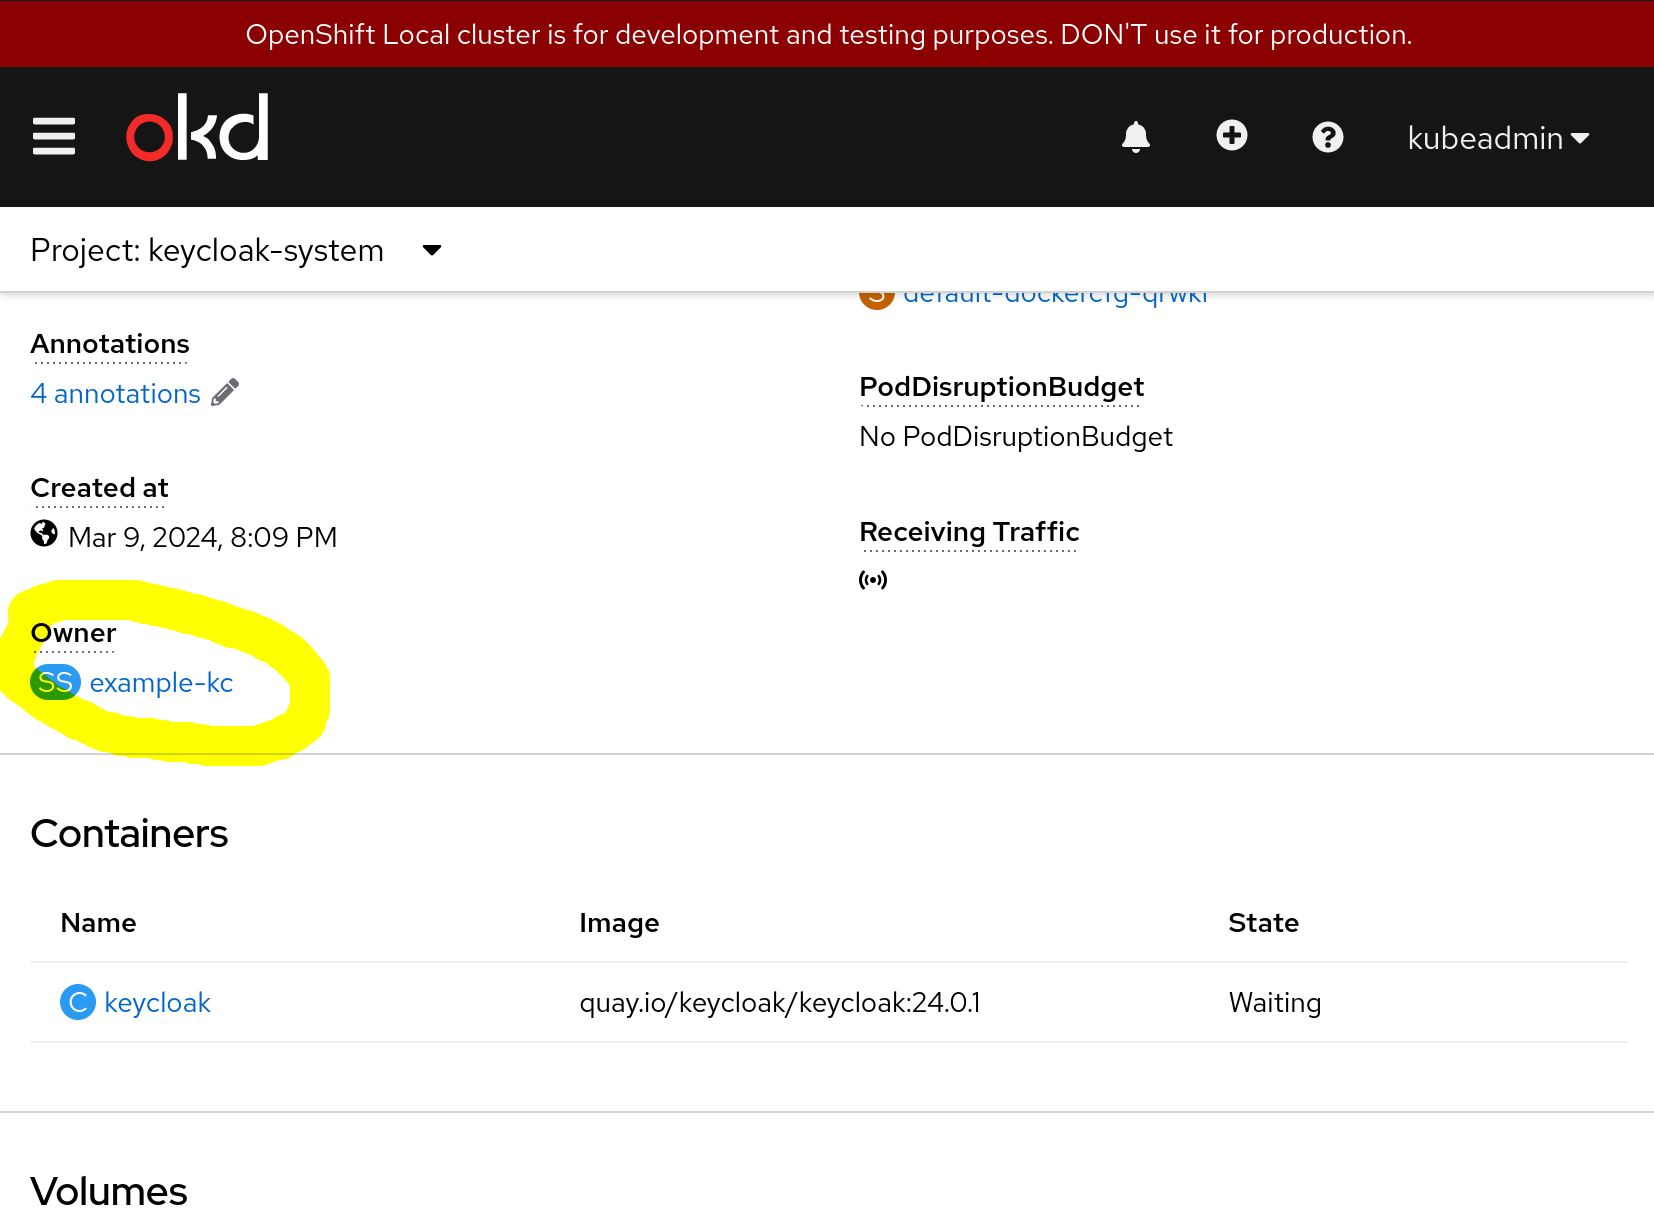 OpenShift Local cluster is for development and testing purposes. DON'T use it for production.
okd
kubeadmin
Project: keycloak-system
Annotations
4 annotations
Created at
Mar 9, 2024, 8:09 PM
Owner
SS example-kc
S
PodDisruptionBudget
No PodDisruptionBudget
Receiving Traffic
Containers
Name Image State
C keycloak quay.io/keycloak/keycloak:24.0.1 Waiting
Volumes